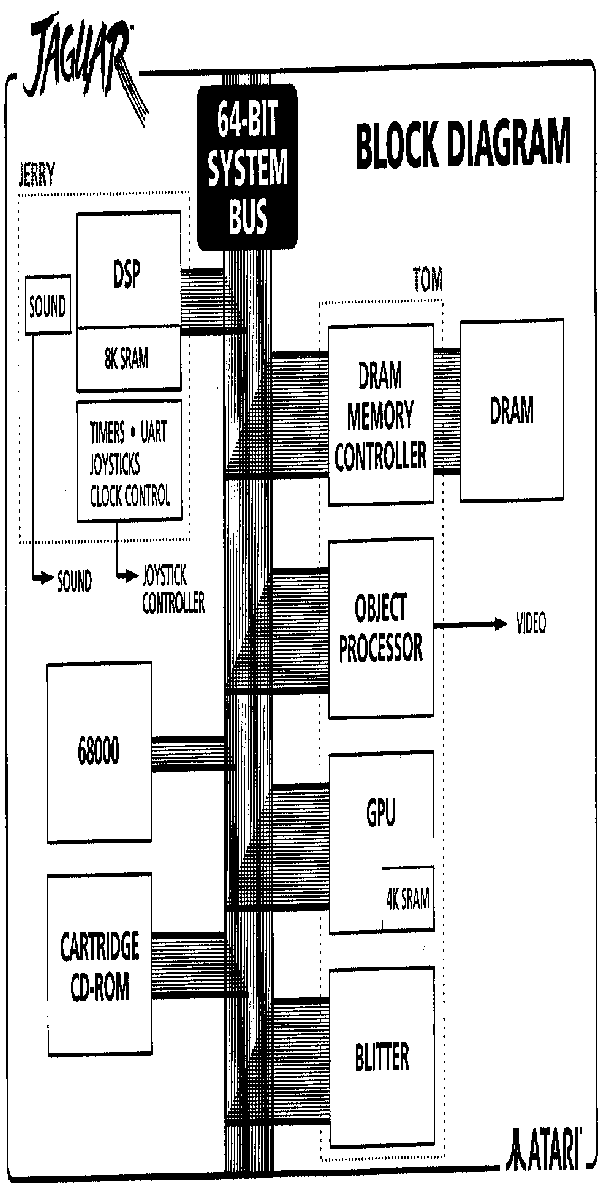 JAGUAR
64-BIT
SYSTEM
BUS
BLOCK DIAGRAM
JERRY
DSP
SOUND
8K SRAM
TIMERS • UART
JOYSTICKS
CLOCK CONTROL
SOUND
JOYSTICK
CONTROLLER
TOM
DRAM
MEMORY
CONTROLLER
DRAM
OBJECT
PROCESSOR
VIDEO
68000
GPU
4K SRAM
CARTRIDGE
CD-ROM
BLITTER
ATARI